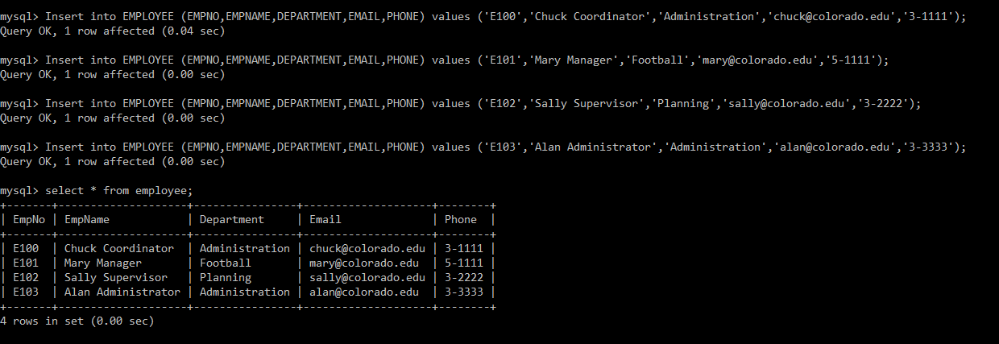 mysql> Insert into EMPLOYEE (EMPNO,EMPNAME,DEPARTMENT,EMAIL,PHONE) values ('E100','Chuck Coordinator','Administration','chuck@colorado.edu','3-1111');
Query OK, 1 row affected (0.04 sec)
mysql> Insert into EMPLOYEE (EMPNO,EMPNAME,DEPARTMENT,EMAIL,PHONE) values ('E101','Mary Manager','Football','mary@colorado.edu','5-1111');
Query OK, 1 row affected (0.00 sec)
mysql> Insert into EMPLOYEE (EMPNO,EMPNAME,DEPARTMENT,EMAIL,PHONE) values ('E102','Sally Supervisor','Planning','sally@colorado.edu','3-2222');
Query OK, 1 row affected (0.00 sec)
mysql> Insert into EMPLOYEE (EMPNO,EMPNAME,DEPARTMENT,EMAIL,PHONE) values ('E103','Alan Administrator','Administration','alan@colorado.edu','3-3333');
Query OK, 1 row affected (0.00 sec)
mysql> select * from employee;
+-------+--------------------+----------------+--------------------+--------+
| EmpNo | EmpName            | Department     | Email              | Phone  |
+-------+--------------------+----------------+--------------------+--------+
| E100  | Chuck Coordinator  | Administration | chuck@colorado.edu | 3-1111 |
| E101  | Mary Manager       | Football       | mary@colorado.edu  | 5-1111 |
| E102  | Sally Supervisor   | Planning       | sally@colorado.edu | 3-2222 |
| E103  | Alan Administrator | Administration | alan@colorado.edu  | 3-3333 |
+-------+--------------------+----------------+--------------------+--------+
4 rows in set (0.00 sec)